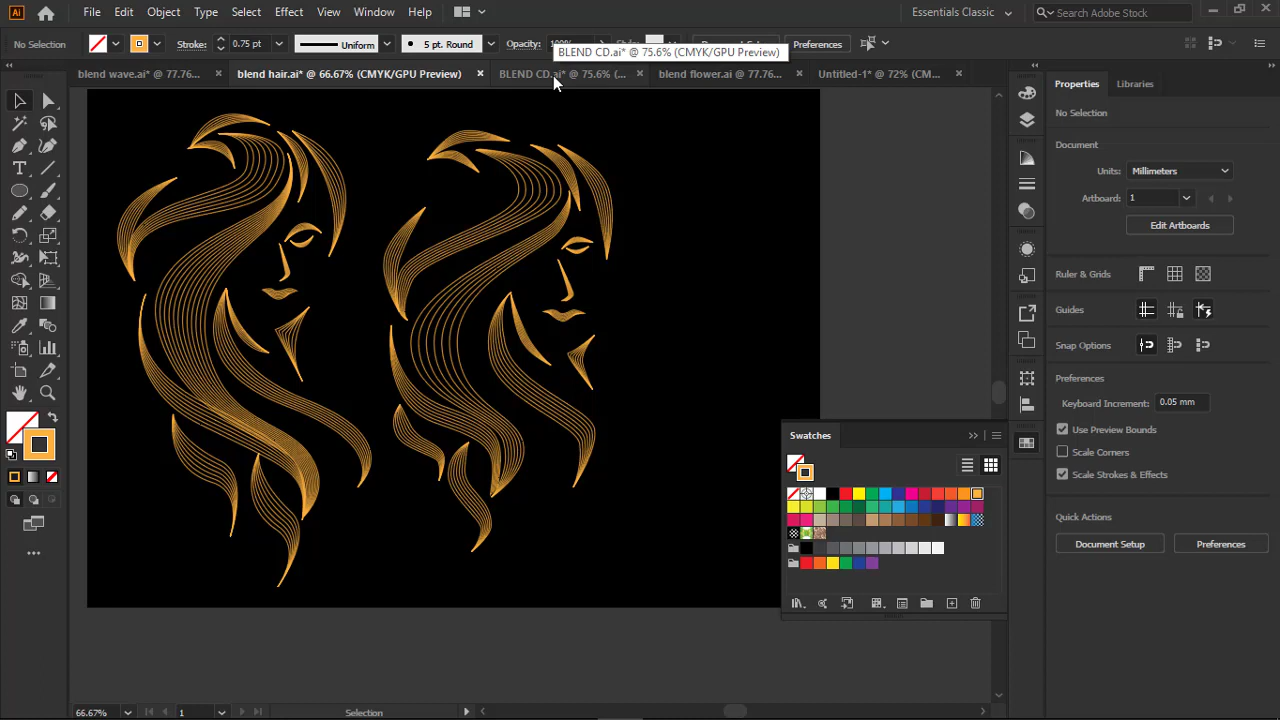 Ai File Edit Object Type Select Effect View Window Help Essentials Classic Search Adobe Stock
No Selection Stroke: 0.75 pt Uniform 5 pt. Round Opacity: Preferences
BLEND CD.ai* @ 75.6% (CMYK/GPU Preview)
blend wave.ai* @ 77.76... blend hair.ai* @ 66.67% (CMYK/GPU Preview) BLEND CD.ai* @ 75.6% (... blend flower.ai* @ 77.76... Untitled-1* @ 72% (CM...
Properties Libraries
No Selection
Document
Units: Millimeters
Artboard: 1
Edit Artboards
Ruler & Grids
Guides
Snap Options
Preferences
Keyboard Increment: 0.05 mm
Use Preview Bounds
Scale Corners
Scale Strokes & Effects
Quick Actions
Document Setup Preferences
Swatches
66.67% 1 Selection